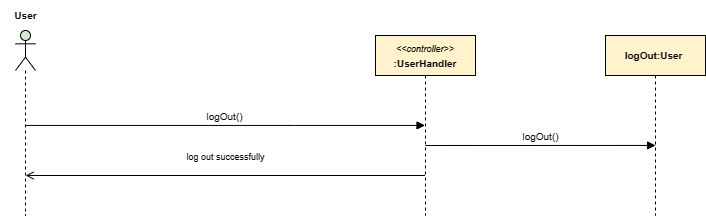 User
<<controller>>
:UserHandler
logOut:User
logOut()
logOut()
log out successfully